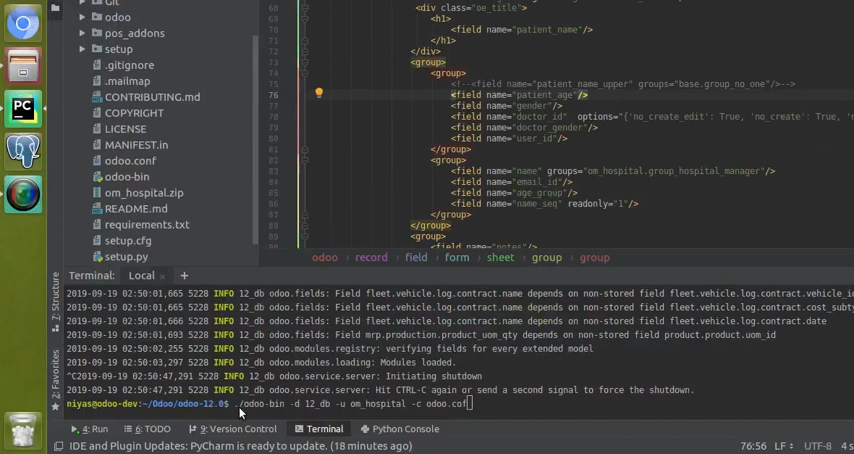 Git
odoo
pos_addons
setup
.gitignore
.mailmap
CONTRIBUTING.md
COPYRIGHT
LICENSE
MANIFEST.in
odoo.conf
odoo-bin
om_hospital.zip
README.md
requirements.txt
setup.cfg
setup.py
68 <div class="oe_title">
69 <h1>
70 <field name="patient_name"/>
71 </h1>
72 </div>
73 <group>
74 <group>
75 <!--<field name="patient_name_upper" groups="base.group_no_one"/>-->
76 <field name="patient_age"/>
77 <field name="gender"/>
78 <field name="doctor_id" options="{'no_create_edit': True, 'no_create': True, 'n
79 <field name="doctor_gender"/>
80 <field name="user_id"/>
81 </group>
82 <group>
83 <field name="name" groups="om_hospital.group_hospital_manager"/>
84 <field name="email_id"/>
85 <field name="age_group"/>
86 <field name="name_seq" readonly="1"/>
87 </group>
88 </group>
89 <group>
90 <field name="notes"/>
odoo record field form sheet group group
Terminal: Local × +
2019-09-19 02:50:01,665 5228 INFO 12_db odoo.fields: Field fleet.vehicle.log.contract.name depends on non-stored field fleet.vehicle.log.contract.vehicle_i
2019-09-19 02:50:01,665 5228 INFO 12_db odoo.fields: Field fleet.vehicle.log.contract.name depends on non-stored field fleet.vehicle.log.contract.cost_subty
2019-09-19 02:50:01,666 5228 INFO 12_db odoo.fields: Field fleet.vehicle.log.contract.name depends on non-stored field fleet.vehicle.log.contract.date
2019-09-19 02:50:01,693 5228 INFO 12_db odoo.fields: Field mrp.production.product_uom_qty depends on non-stored field product.product.uom_id
2019-09-19 02:50:02,255 5228 INFO 12_db odoo.modules.registry: verifying fields for every extended model
2019-09-19 02:50:03,297 5228 INFO 12_db odoo.modules.loading: Modules loaded.
^C2019-09-19 02:50:47,291 5228 INFO 12_db odoo.service.server: Initiating shutdown
2019-09-19 02:50:47,291 5228 INFO 12_db odoo.service.server: Hit CTRL-C again or send a second signal to force the shutdown.
niyas@odoo-dev:~/Odoo/odoo-12.0$ ./odoo-bin -d 12_db -u om_hospital -c odoo.cof
7: Structure
2: Favorites
4: Run 6: TODO 9: Version Control Terminal Python Console
IDE and Plugin Updates: PyCharm is ready to update. (18 minutes ago) 76:56 LF UTF-8 4 s